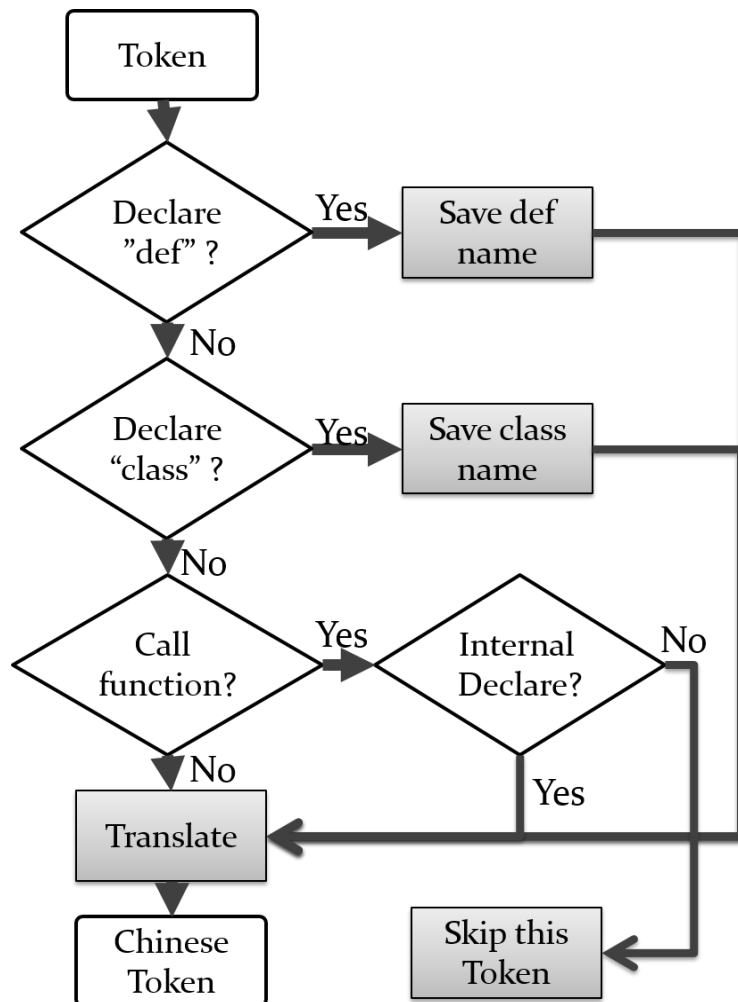 Token
Declare
”def” ?
Yes
Save def
name
No
Declare
“class” ?
Yes
Save class
name
No
Call
function?
Yes
Internal
Declare?
No
No
Yes
Translate
Chinese
Token
Skip this
Token